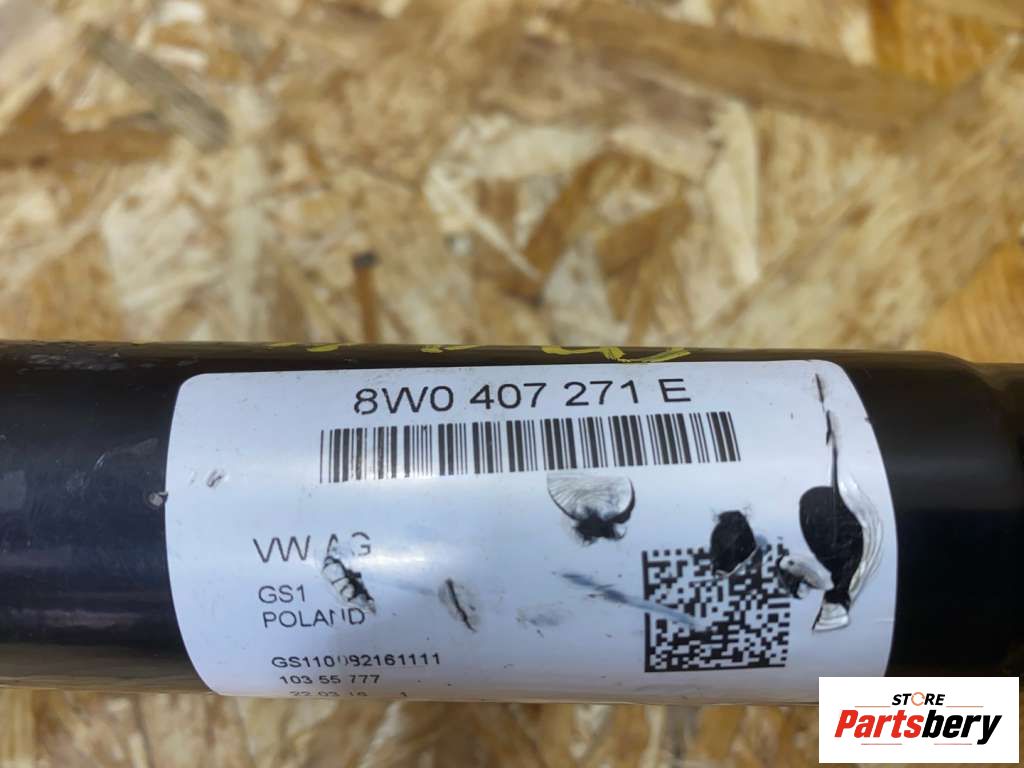 8W0 407 271 E
VW AG
GS1
POLAND
GS110092161111
103 55 777
STORE
Partsbery